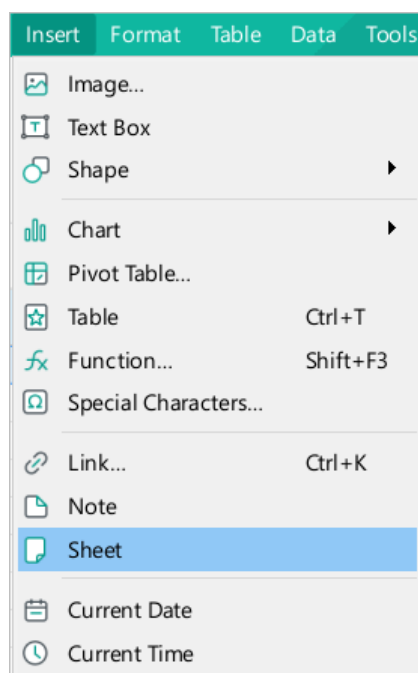 Insert Format Table Data Tools
Image...
Text Box
Shape
Chart
Pivot Table...
Table Ctrl+T
Function... Shift+F3
Special Characters...
Link... Ctrl+K
Note
Sheet
Current Date
Current Time